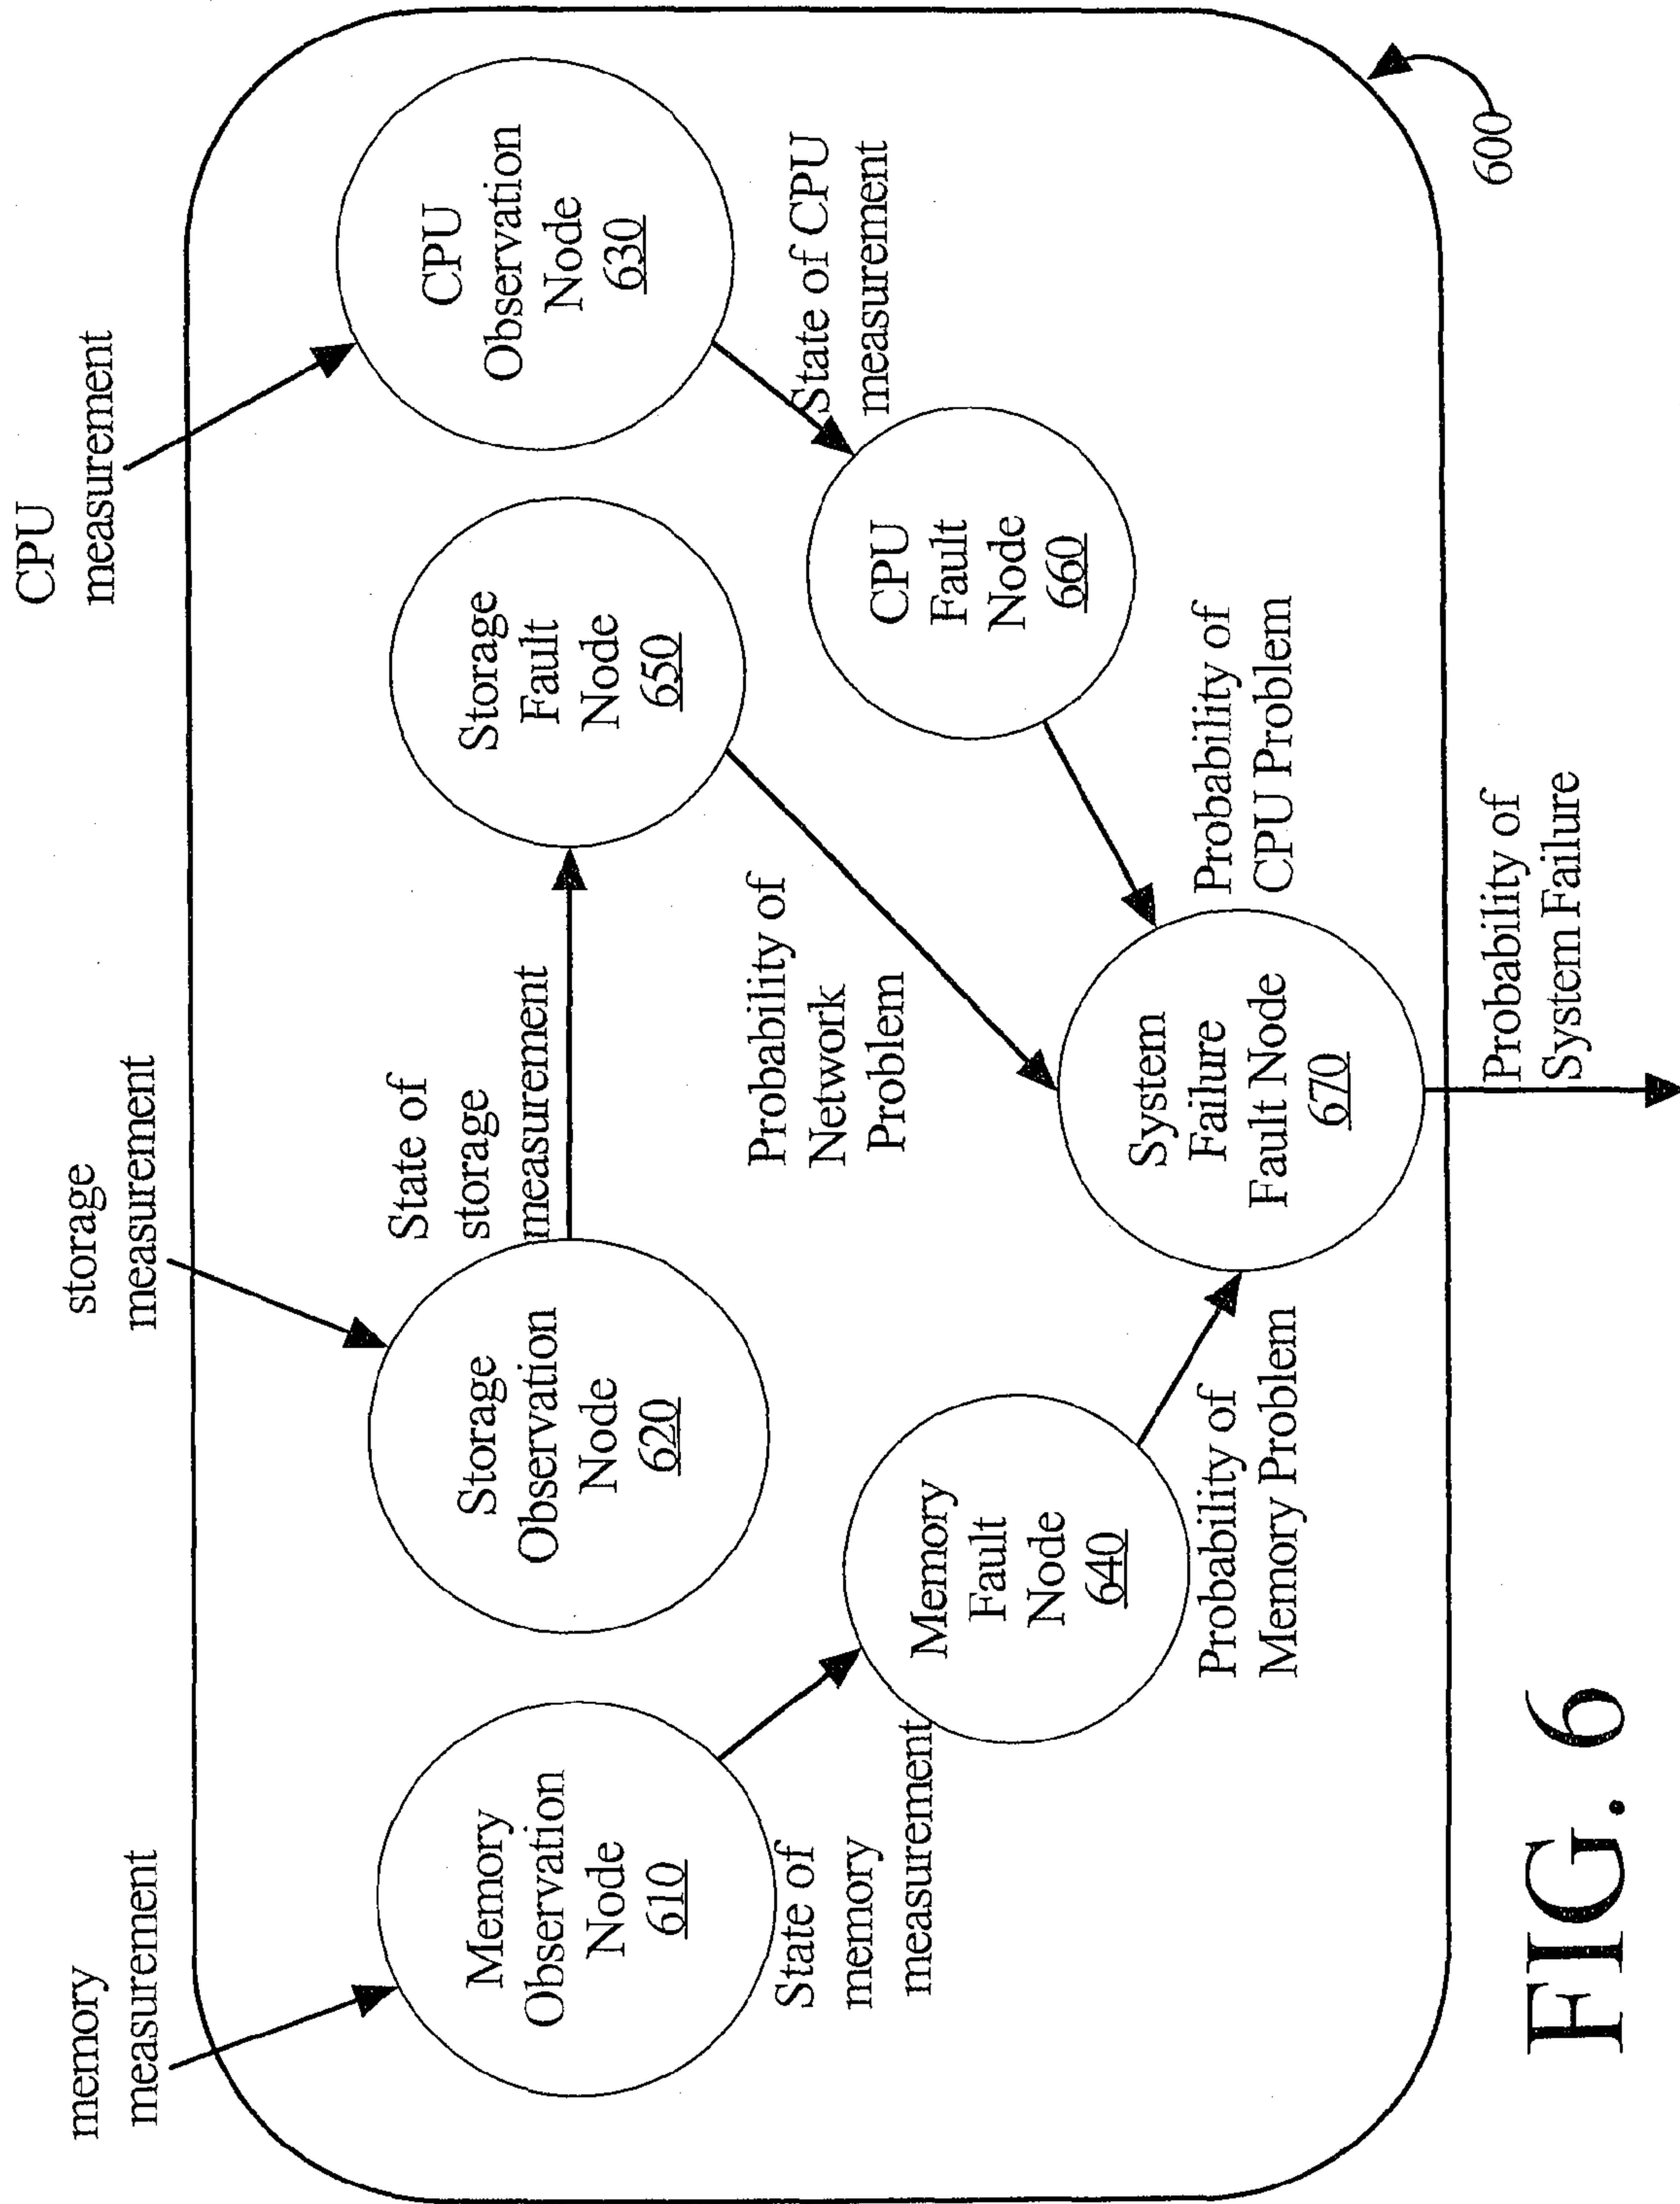 memory
measurement
storage
measurement
CPU
measurement
Memory
Observation
Node
610
State of
memory
measurement
Storage
Observation
Node
620
State of
storage
measurement
Storage
Fault
Node
650
CPU
Observation
Node
630
State of CPU
measurement
Memory
Fault
Node
640
Probability of
Memory Problem
Probability of
Network
Problem
CPU
Fault
Node
660
Probability of
CPU Problem
System
Failure
Fault Node
670
Probability of
System Failure
600
FIG. 6